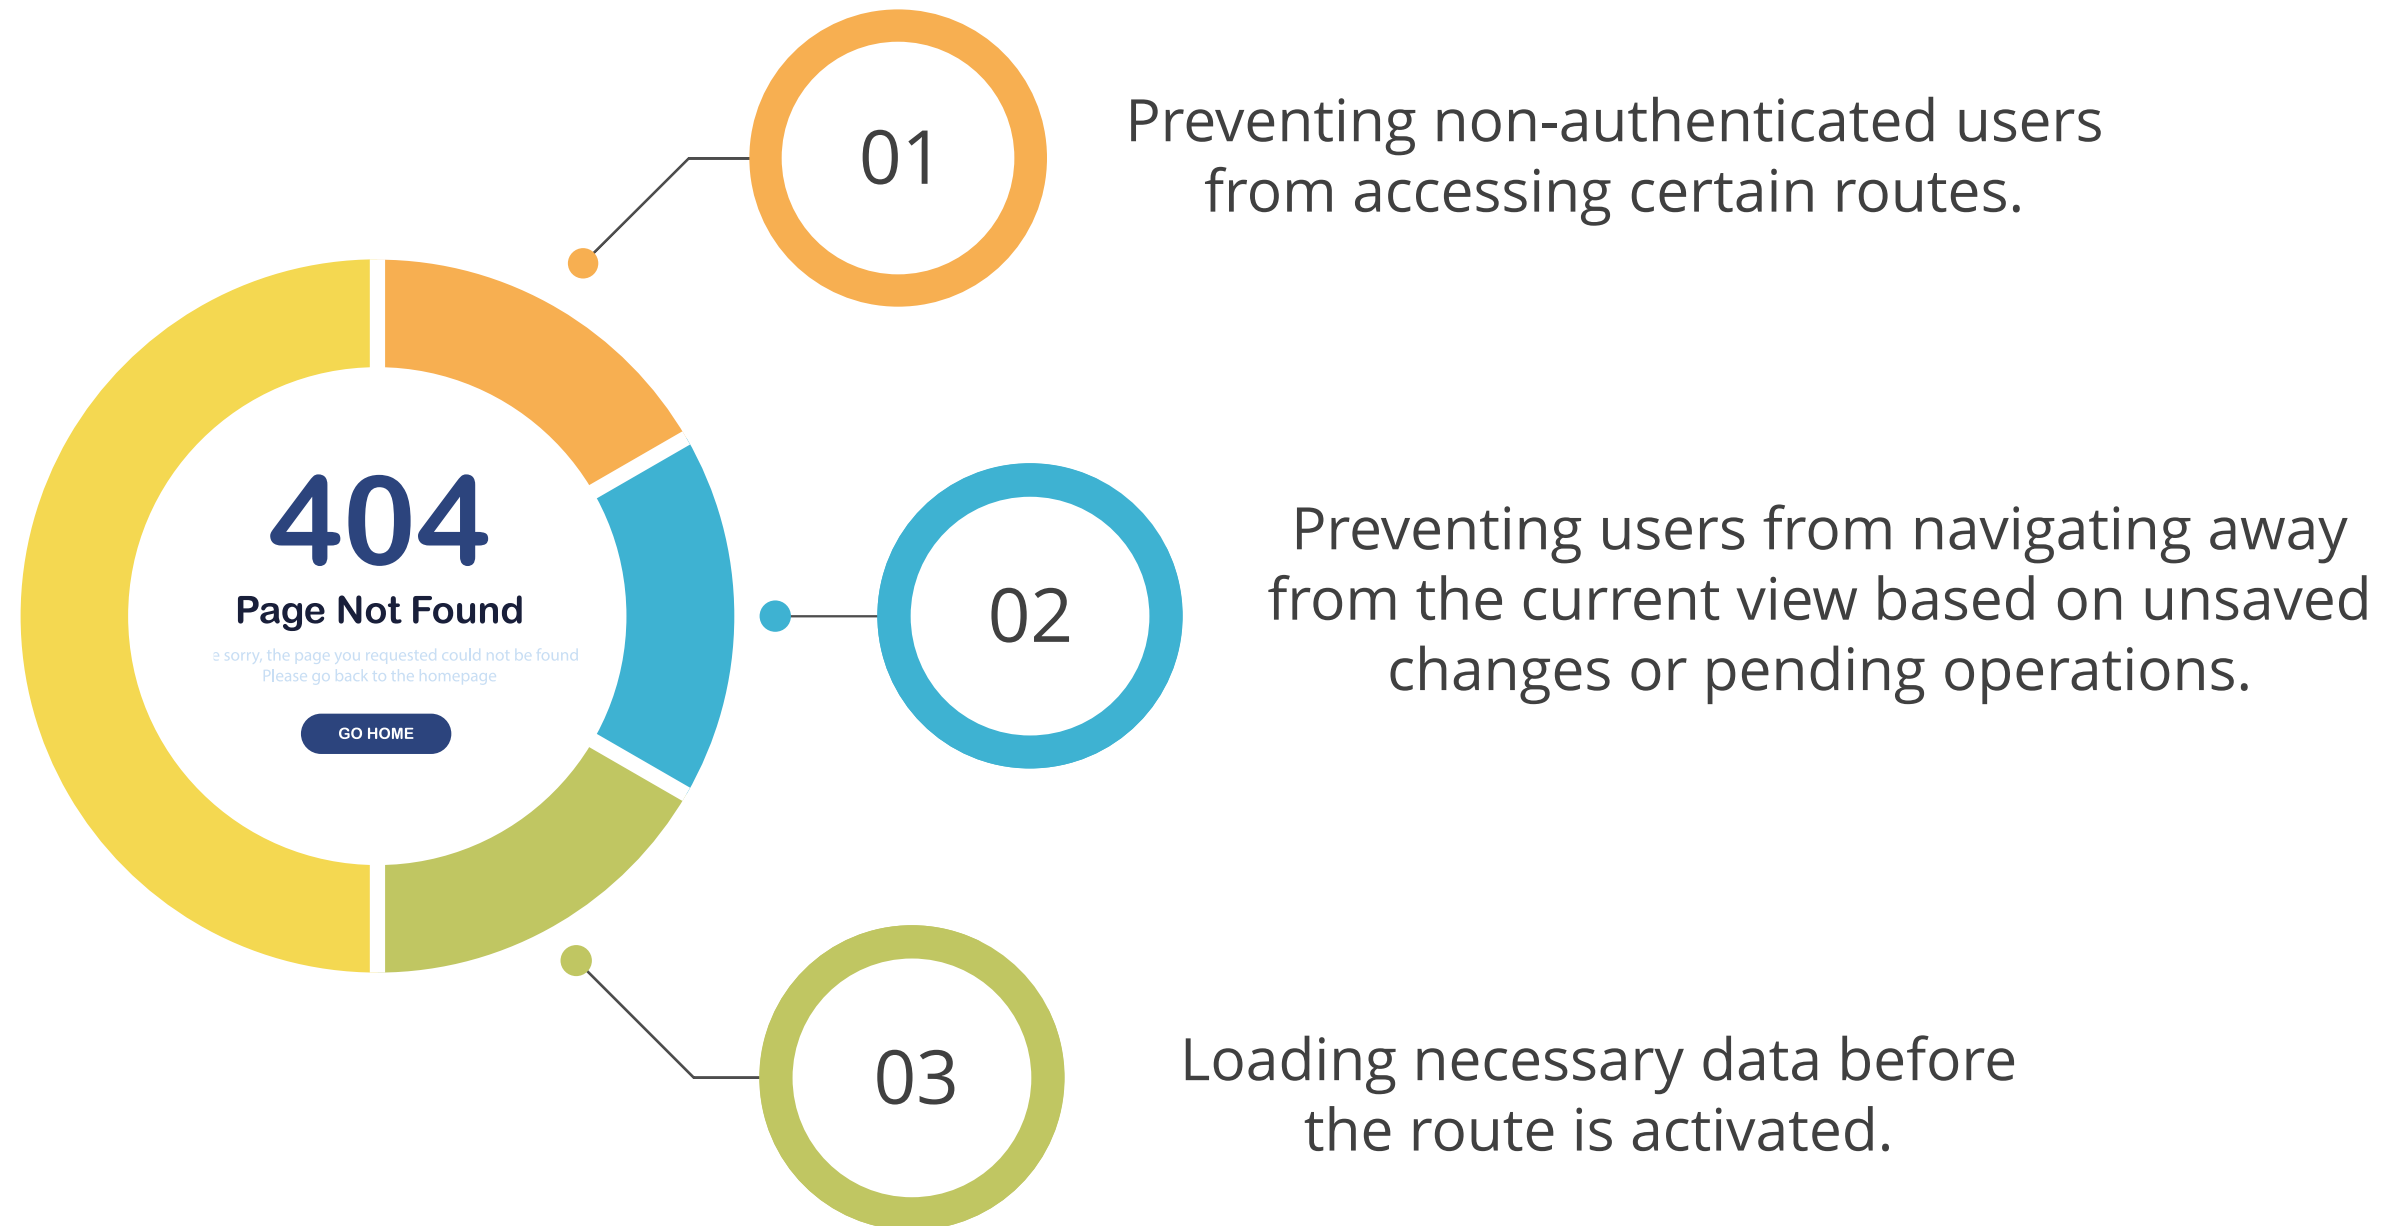 01
Preventing non-authenticated users
from accessing certain routes.
404
Page Not Found
e sorry, the page you requested could not be found
Please go back to the homepage
GO HOME
02
Preventing users from navigating away
from the current view based on unsaved
changes or pending operations.
03
Loading necessary data before
the route is activated.